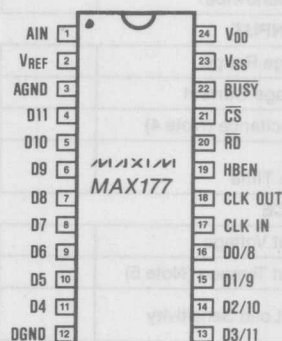 AIN 1 24 VDD
VREF 2 23 VSS
AGND 3 22 BUSY
D11 4 21 CS
D10 5 20 RD
D9 6 19 HBEN
D8 7 18 CLK OUT
D7 8 17 CLK IN
D6 9 16 D0/8
D5 10 15 D1/9
D4 11 14 D2/10
DGND 12 13 D3/11
MAXIM
MAX177